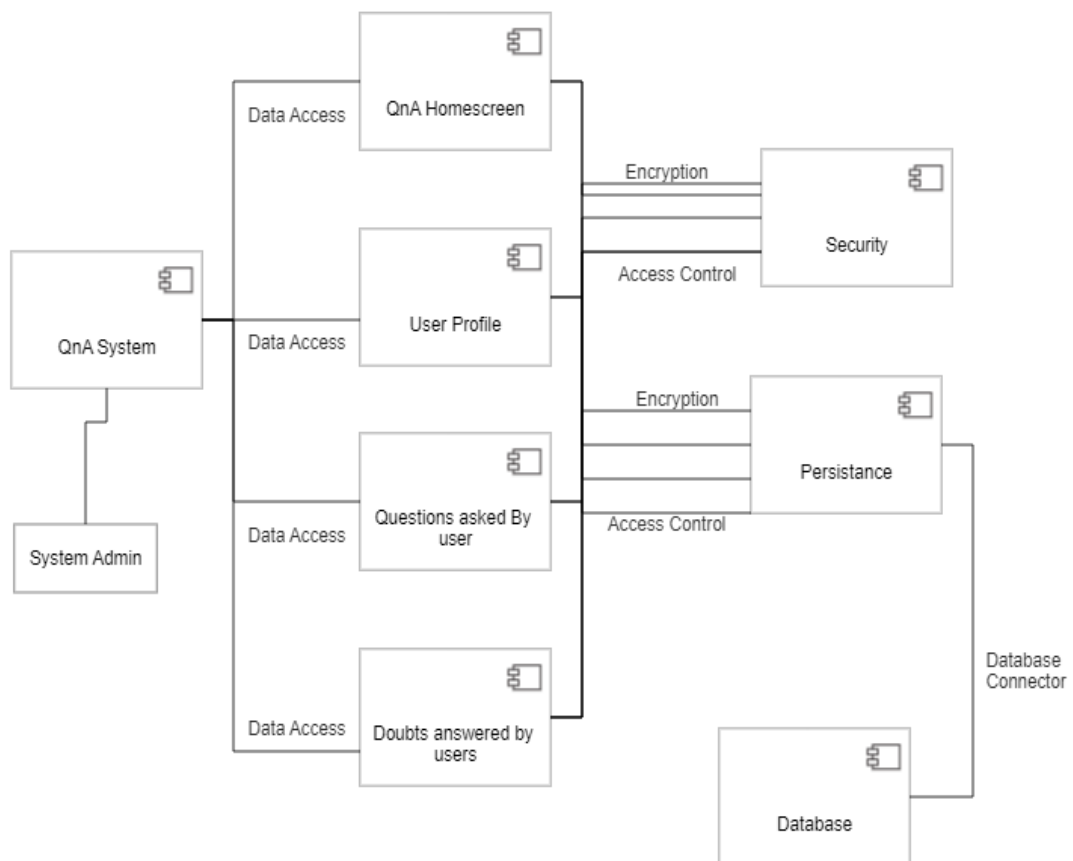 QnA Homescreen
Data Access
Encryption
Security
Access Control
User Profile
QnA System
Data Access
Encryption
Persistance
Questions asked By
user
Access Control
Data Access
System Admin
Database
Connector
Doubts answered by
users
Data Access
Database